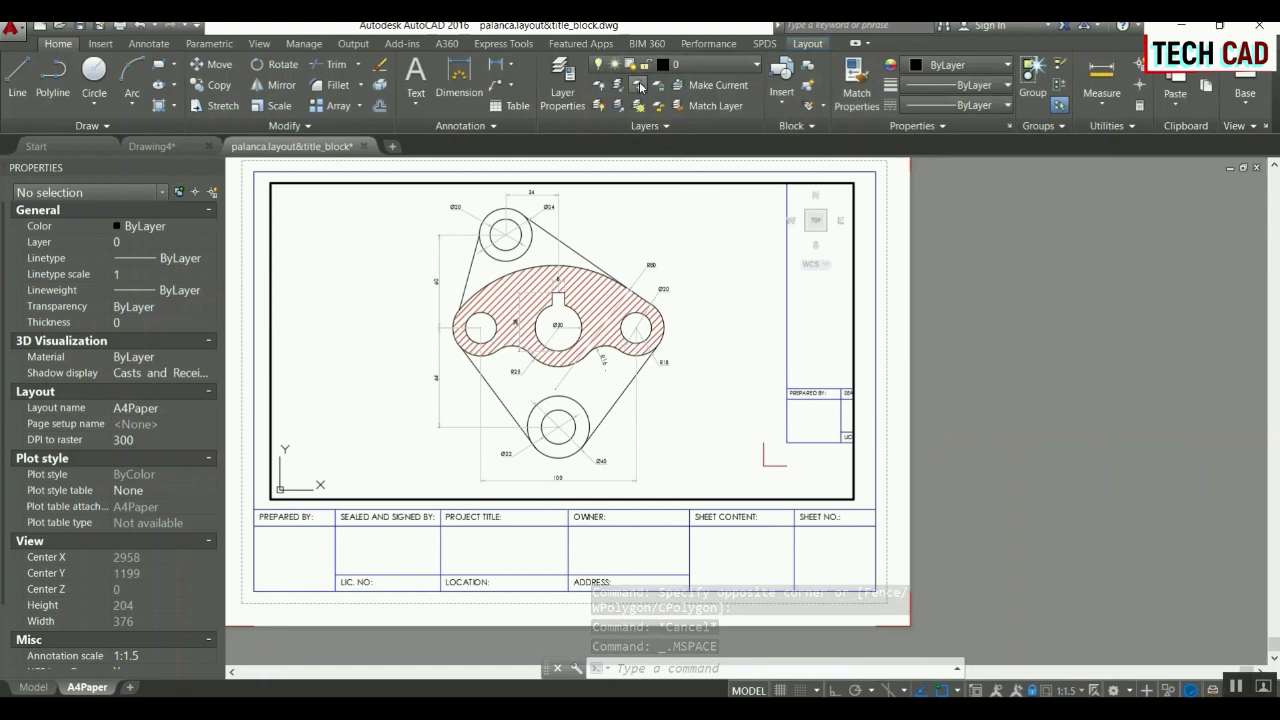 Autodesk AutoCAD 2016 palanca.layout&title_block.dwg
Type a keyword or phrase
Sign In
TECH CAD
Home Insert Annotate Parametric View Manage Output Add-ins A360 Express Tools Featured Apps BIM 360 Performance SPDS Layout
Line Polyline Circle Arc
Move Rotate Trim
Copy Mirror Fillet
Stretch Scale Array
Text Dimension Table
Layer Properties
0
Make Current
Match Layer
Insert
Match Properties
ByLayer
ByLayer
ByLayer
Group Measure Paste Base
Draw Modify Annotation Layers Block Properties Groups Utilities Clipboard View
Start Drawing4* palanca.layout&title_block*
PROPERTIES
No selection
General
Color ByLayer
Layer 0
Linetype ByLayer
Linetype scale 1
Lineweight ByLayer
Transparency ByLayer
Thickness 0
3D Visualization
Material ByLayer
Shadow display Casts and Recei...
Layout
Layout name A4Paper
Page setup name <None>
DPI to raster 300
Plot style
Plot style ByColor
Plot style table None
Plot table attach... A4Paper
Plot table type Not available
View
Center X 2958
Center Y 1199
Center Z 0
Height 204
Width 376
Misc
Annotation scale 1:1.5
34
Ø20 Ø34
R80
Ø20
60
Ø30
R18
R23
64
Ø22 Ø40
100
N
TOP
E
S
WCS
PREPARED BY:
Y
X
PREPARED BY: SEALED AND SIGNED BY: PROJECT TITLE: OWNER: SHEET CONTENT: SHEET NO.:
LIC. NO: LOCATION: ADDRESS:
Command: Specify opposite corner or [Fence/
WPolygon/CPolygon]:
Command: *Cancel*
Command: _.MSPACE
Type a command
Model A4Paper
MODEL 1:1.5